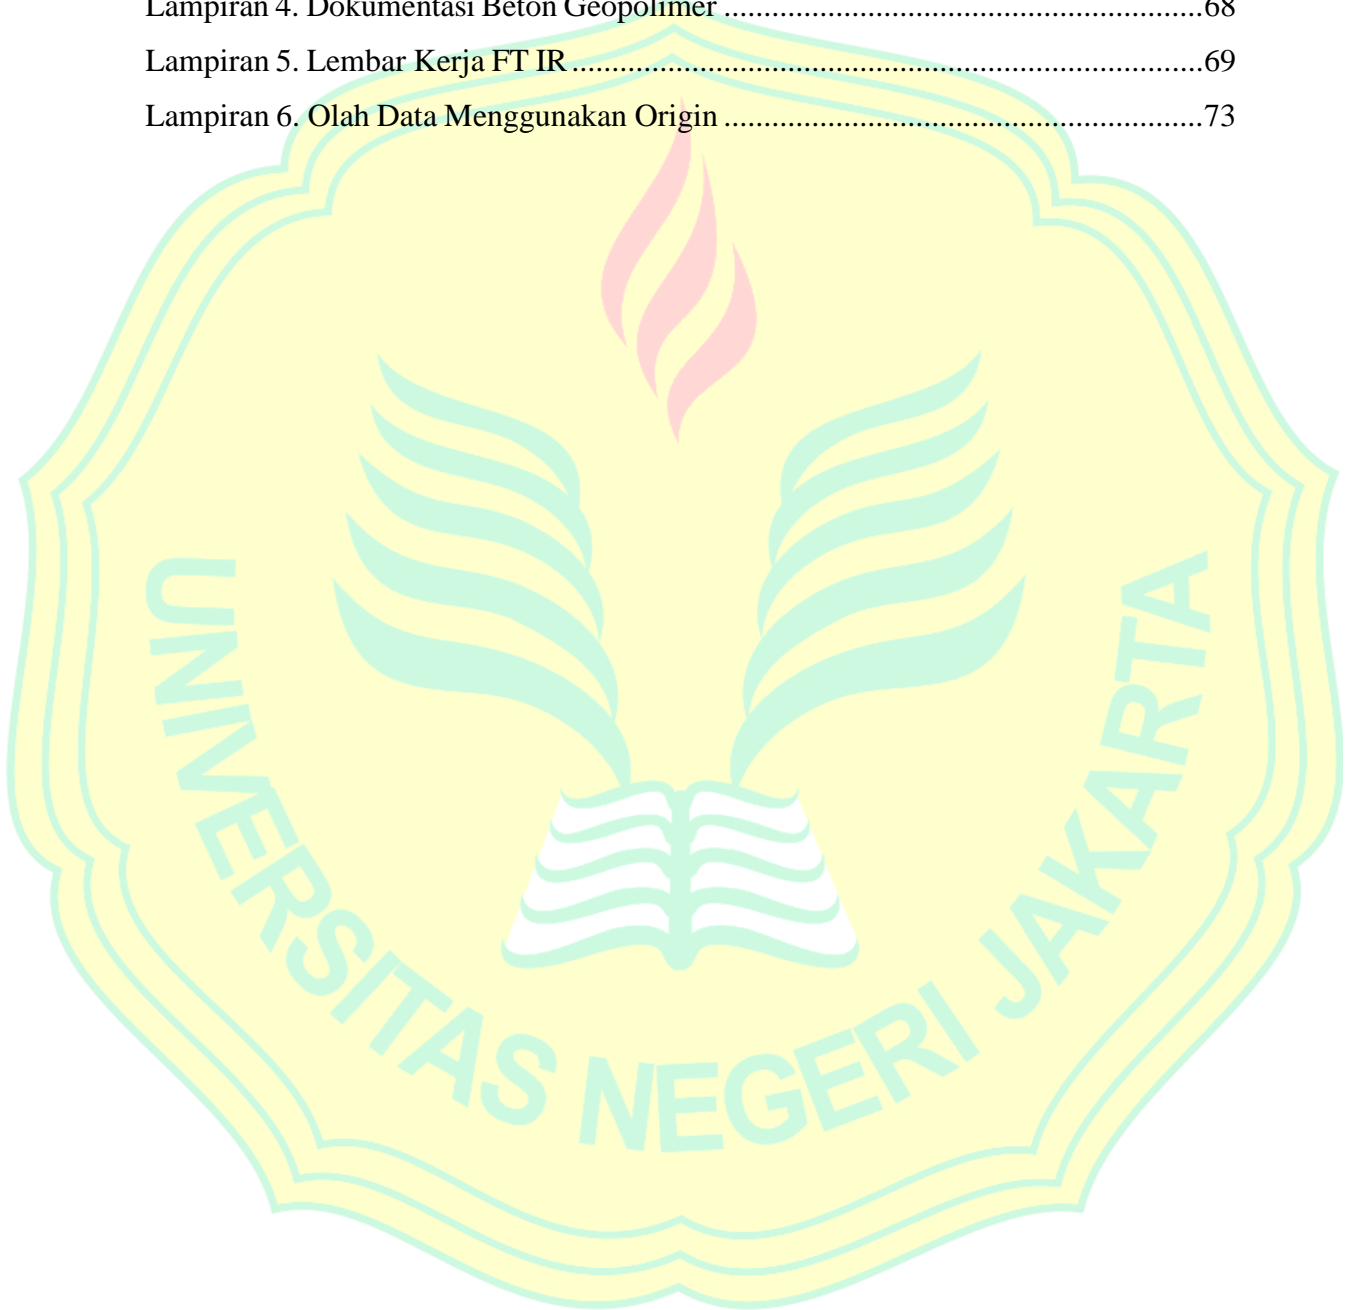 Lampiran 4. Dokumentasi Beton Geopolimer ............................................................68
Lampiran 5. Lembar Kerja FT IR ...............................................................................69
Lampiran 6. Olah Data Menggunakan Origin ............................................................73
UNIVERSITAS NEGERI JAKARTA